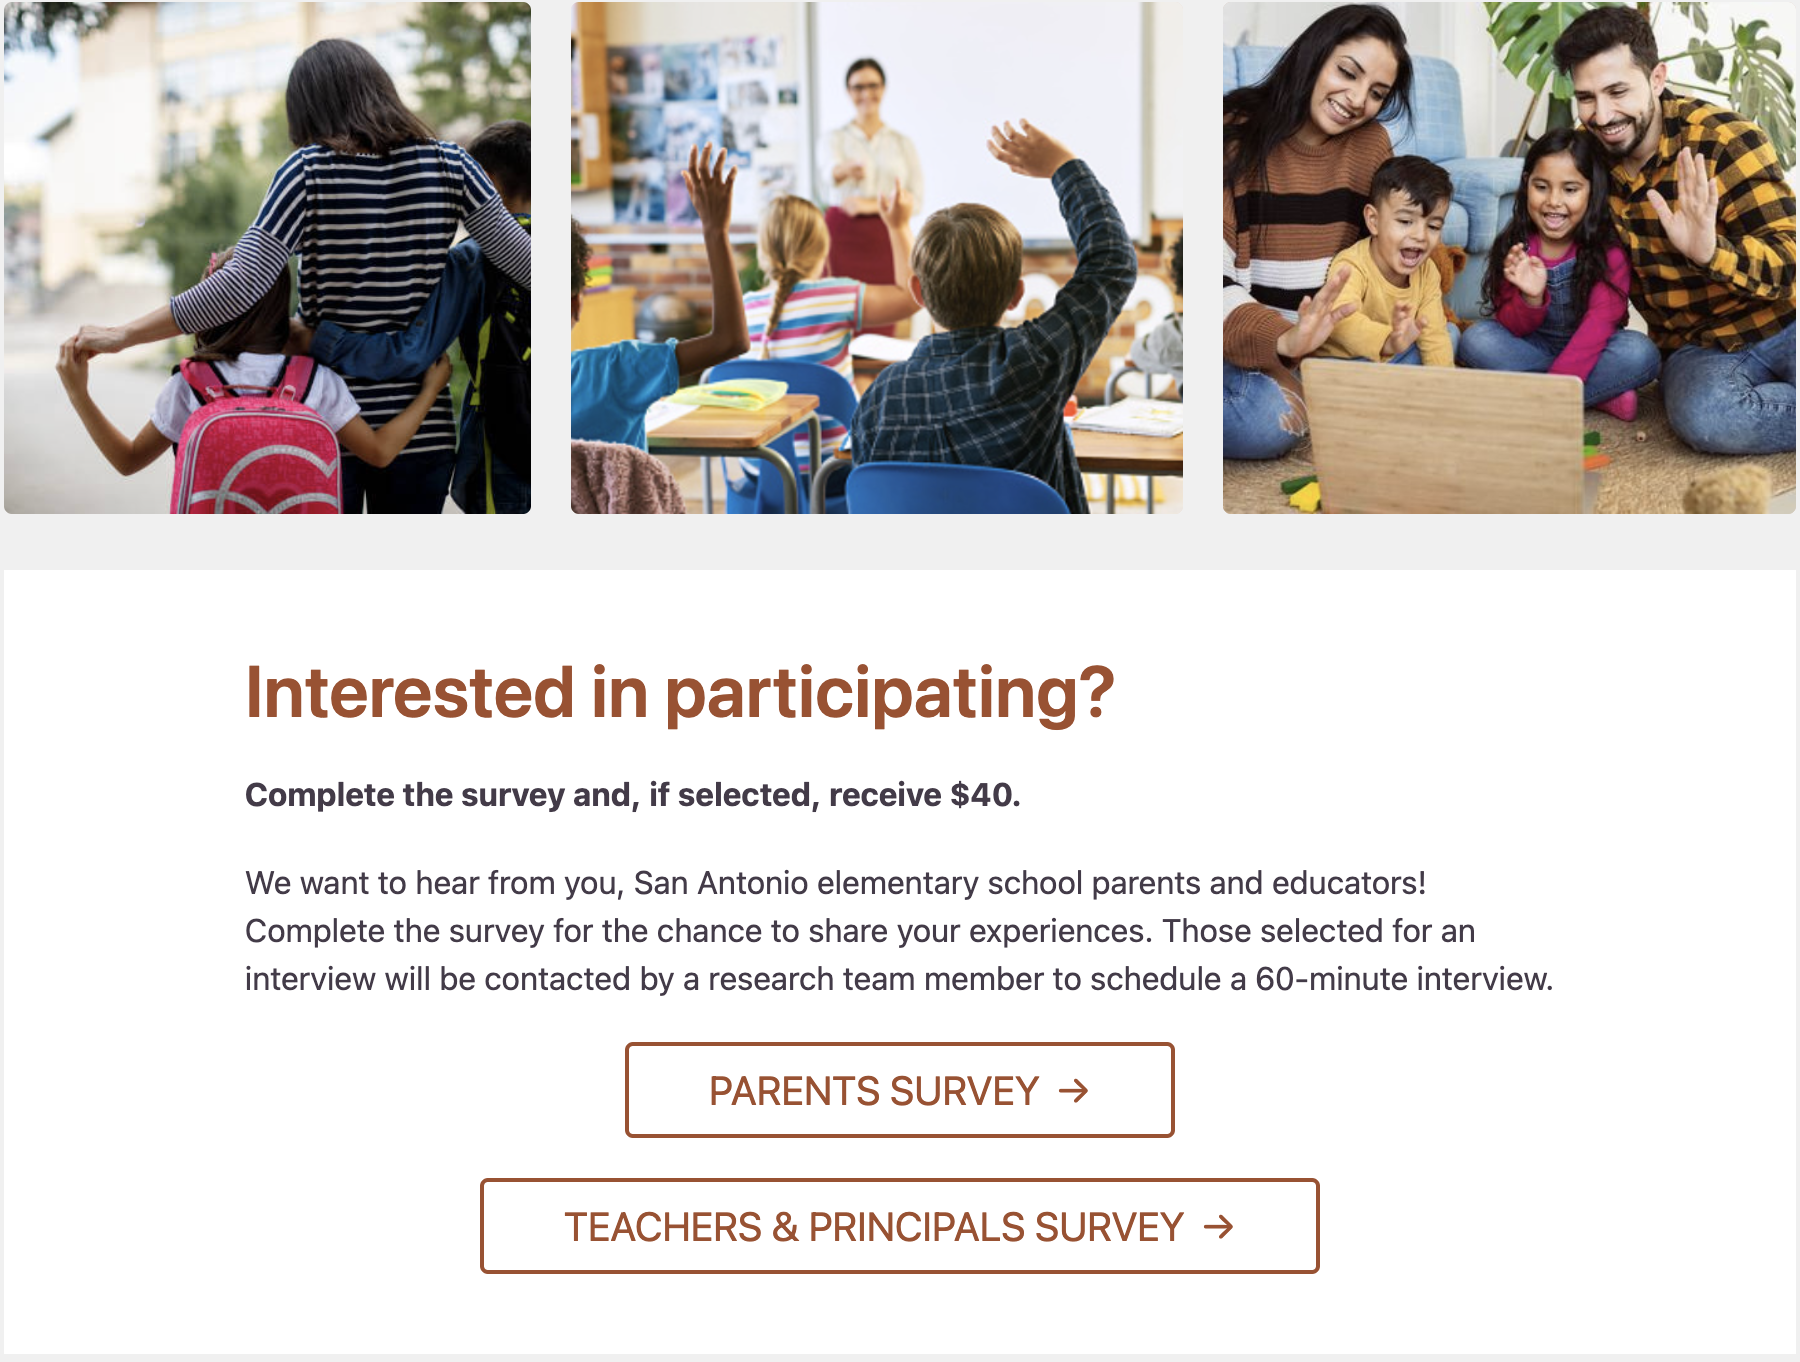 Interested in participating?
Complete the survey and, if selected, receive $40.
We want to hear from you, San Antonio elementary school parents and educators!
Complete the survey for the chance to share your experiences. Those selected for an
interview will be contacted by a research team member to schedule a 60-minute interview.
PARENTS SURVEY →
TEACHERS & PRINCIPALS SURVEY →